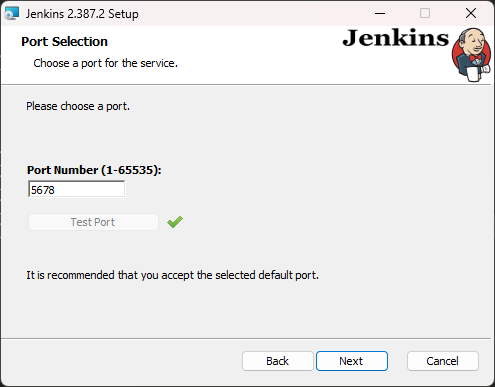 Jenkins 2.387.2 Setup
Port Selection
Jenkins
Choose a port for the service.
Please choose a port.
Port Number (1-65535):
5678
Test Port
It is recommended that you accept the selected default port.
Back
Next
Cancel